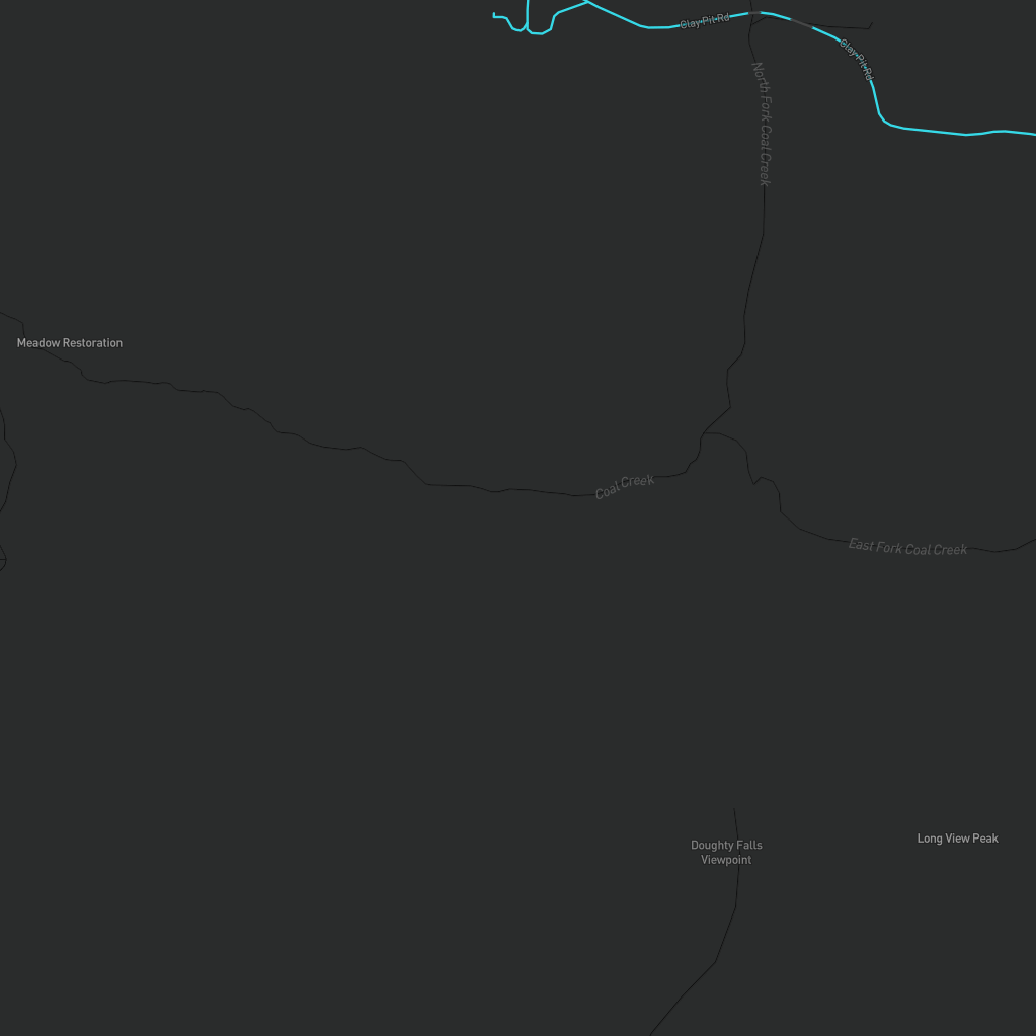 Clay Pit Rd
Clay Pit Rd
North Fork Coal Creek
Meadow Restoration
Coal Creek
East Fork Coal Creek
Long View Peak
Doughty Falls
Viewpoint